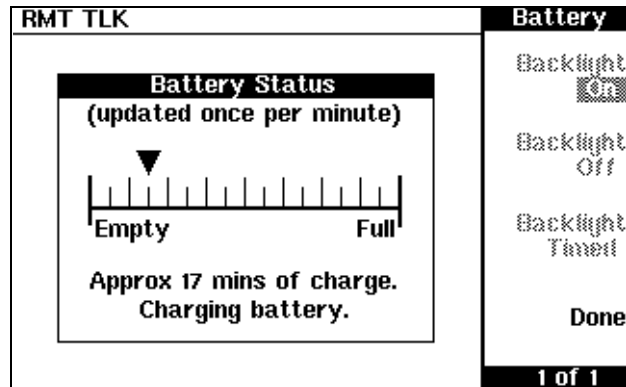 RMT TLK
Battery Status
(updated once per minute)
Empty
Full
Approx 17 mins of charge.
Charging battery.
Battery
Backlight
On
Backlight
Off
Backlight
Timed
Done
1 of 1